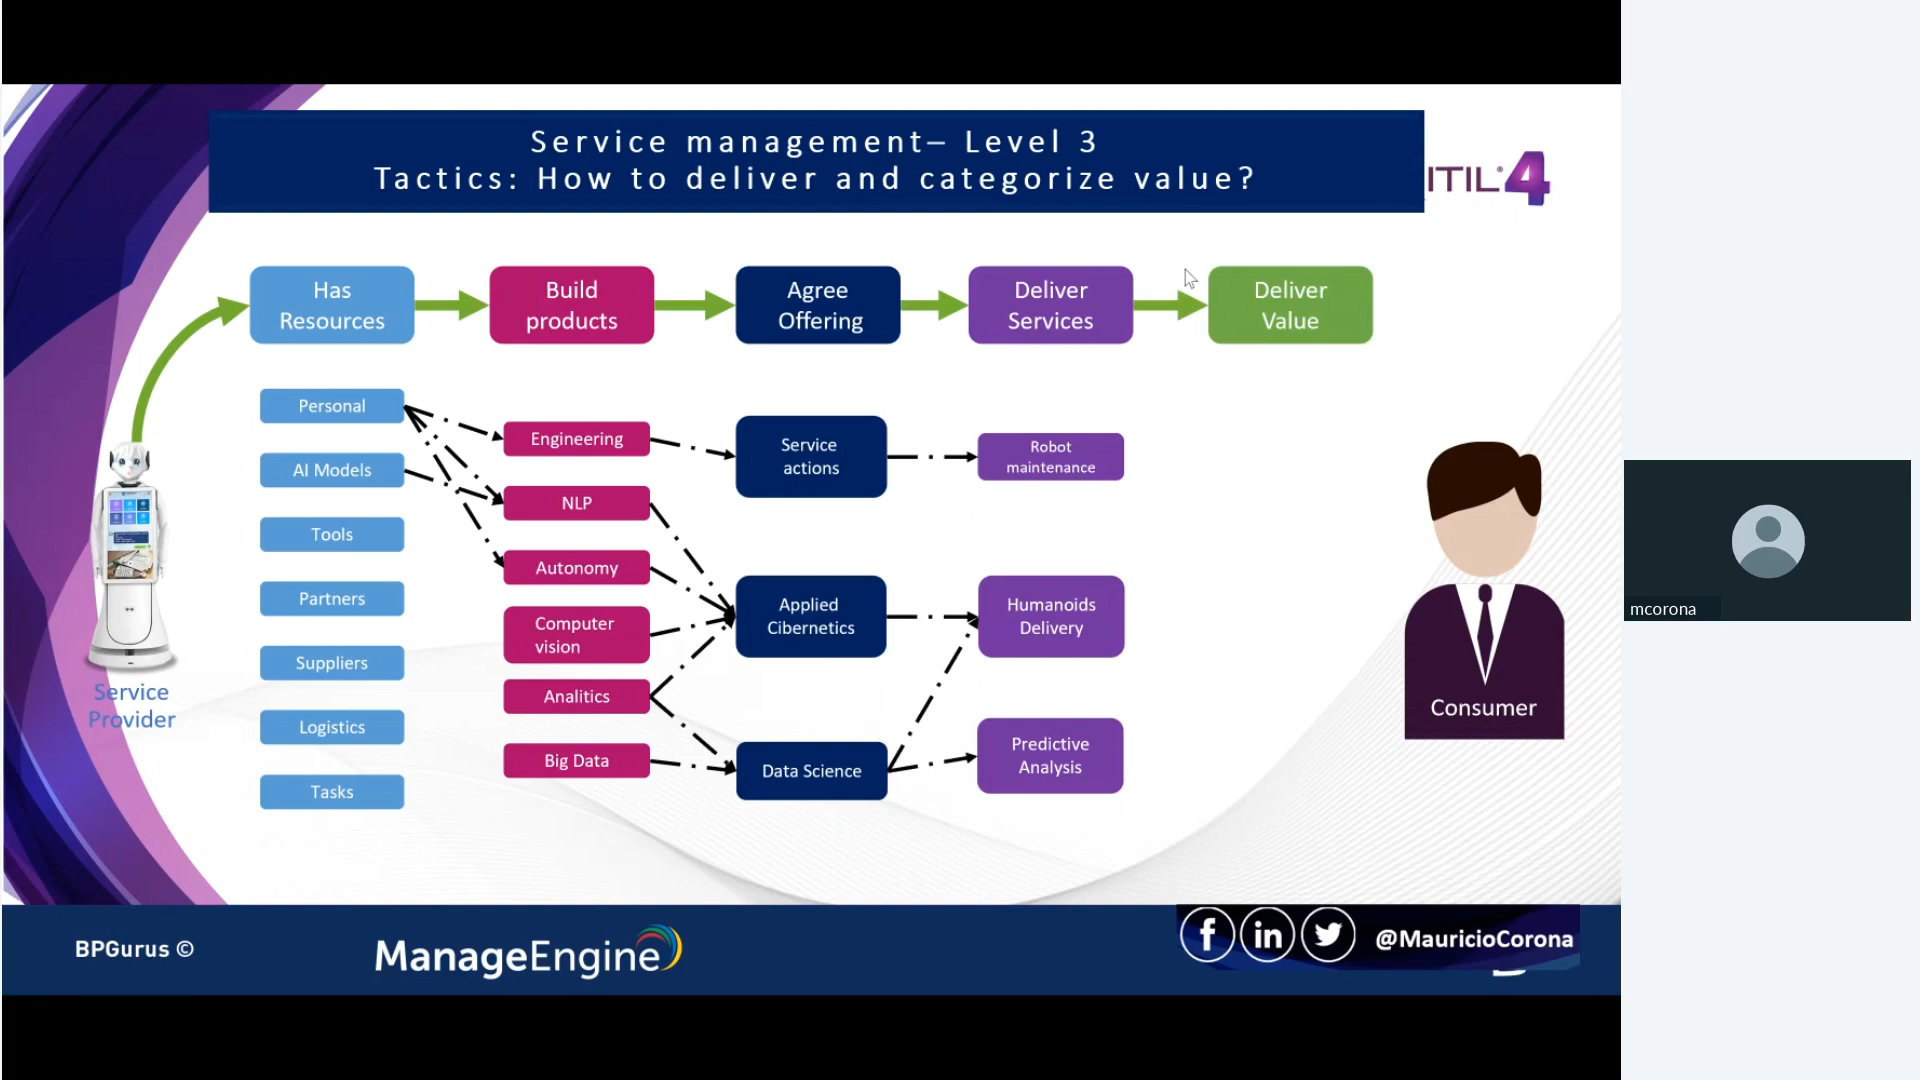 Service management– Level 3
Tactics: How to deliver and categorize value?
ITIL® 4
Has
Resources
Build
products
Agree
Offering
Deliver
Services
Deliver
Value
Personal
AI Models
Tools
Partners
Suppliers
Logistics
Tasks
Engineering
NLP
Autonomy
Computer
vision
Analitics
Big Data
Service
actions
Applied
Cibernetics
Data Science
Robot
maintenance
Humanoids
Delivery
Predictive
Analysis
Service
Provider
Consumer
mcorona
BPGurus ©
ManageEngine
f in @MauricioCorona